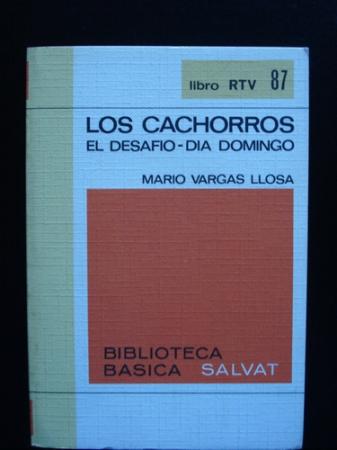 libro RTV 87
LOS CACHORROS
EL DESAFIO-DIA DOMINGO
MARIO VARGAS LLOSA
BIBLIOTECA
BASICA SALVAT